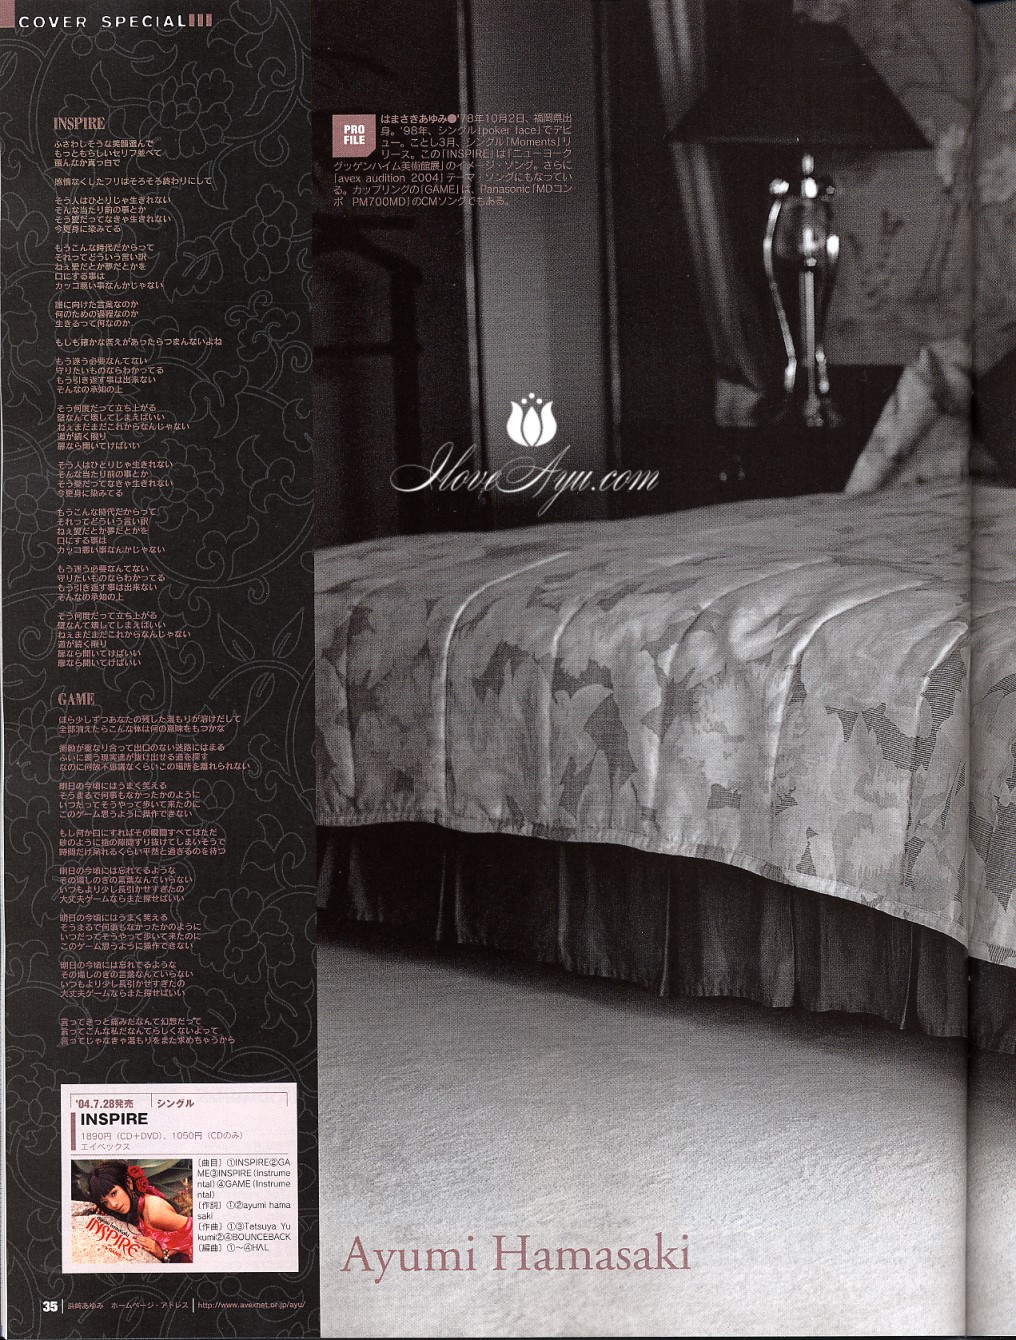 COVER SPECIAL
INSPIRE
ふさわしそうな笑顔選んで
もっともらしいセリフ並べて
僕んなか真っ白で
感情なくしたフリはそろそろ終わりにして
そう人はひとりじゃ生きれない
そんな当たり前の事とか
そう愛だってなきゃ生きれない
今更身に染みてる
もうこんな時代だからって
それってどういう言い訳
ねぇ愛だとか夢だとかを
口にする事は
カッコ悪い事なんかじゃない
誰に向けた言葉なのか
何のための過程なのか
生きるって何なのか
もしも確かな答えがあったらつまんないよね
もう迷う必要なんてない
守りたいものならわかってる
もう引き返す事は出来ない
そんなの承知の上
そう何度だって立ち上がる
壁なんて壊してしまえばいい
ねぇまだまだこれからなんじゃない
道が続く限り
扉なら開いてけばいい
そう人はひとりじゃ生きれない
そんな当たり前の事とか
そう愛だってなきゃ生きれない
今更身に染みてる
もうこんな時代だからって
それってどういう言い訳
ねぇ愛だとか夢だとかを
口にする事は
カッコ悪い事なんかじゃない
もう迷う必要なんてない
守りたいものならわかってる
もう引き返す事は出来ない
そんなの承知の上
そう何度だって立ち上がる
壁なんて壊してしまえばいい
ねぇまだまだこれからなんじゃない
道が続く限り
扉なら開いてけばいい
扉なら開いてけばいい
GAME
ほら少しずつあなたの残した温もりが溶けだして
全部消えたらこんな体は何の意味をもつかな
衝動が重なり合って出口のない迷路にはまる
ふいに襲う現実達が抜け出せる道を探す
なのに何故不思議なくらいこの場所を離れられない
明日の今頃にはうまく笑える
そうまるで何事もなかったかのように
いつだってそうやって歩いて来たのに
このゲーム思うように操作できない
もし何か口にすればその瞬間すべてはただ
砂のように指の隙間すり抜けてしまいそうで
時間だけ呆れるくらい平然と過ぎるのを待つ
明日の今頃には忘れてるような
その場しのぎの言葉なんていらない
いつもより少し長引かせすぎたの
大丈夫ゲームならまた探せばいい
明日の今頃にはうまく笑える
そうまるで何事もなかったかのように
いつだってそうやって歩いて来たのに
このゲーム思うように操作できない
明日の今頃には忘れてるような
その場しのぎの言葉なんていらない
いつもより少し長引かせすぎたの
大丈夫ゲームならまた探せばいい
言ってきっと痛みだなんて幻想だって
言ってこんな私だなんてらしくないよって
言ってじゃなきゃ温もりをまた求めちゃうから
'04.7.28発売
シングル
INSPIRE
1890円（CD+DVD）、1050円（CDのみ）
エイベックス
［曲目］①INSPIRE②GA
ME③INSPIRE（Instrume
ntal）④GAME（Instrume
ntal）
［作詞］①②ayumi hama
saki
［作曲］①③Tetsuya Yu
kumi②④BOUNCEBACK
［編曲］①〜④HΛL
INSPIRE
35
浜崎あゆみ ホームページ・アドレス
http://www.avexnet.or.jp/ayu/
PRO
FILE
はまさきあゆみ●'78年10月2日、福岡県出
身。'98年、シングル「poker face」でデビ
ュー。ことし3月、シングル「Moments」リ
リース。この「INSPIRE」は「ニューヨーク
グッゲンハイム美術館展」のイメージ・ソング。さらに
「avex audition 2004」テーマ・ソングにもなってい
る。カップリングの「GAME」は、Panasonic「MDコン
ポ PM700MD」のCMソングでもある。
IloveAyu.com
Ayumi Hamasaki